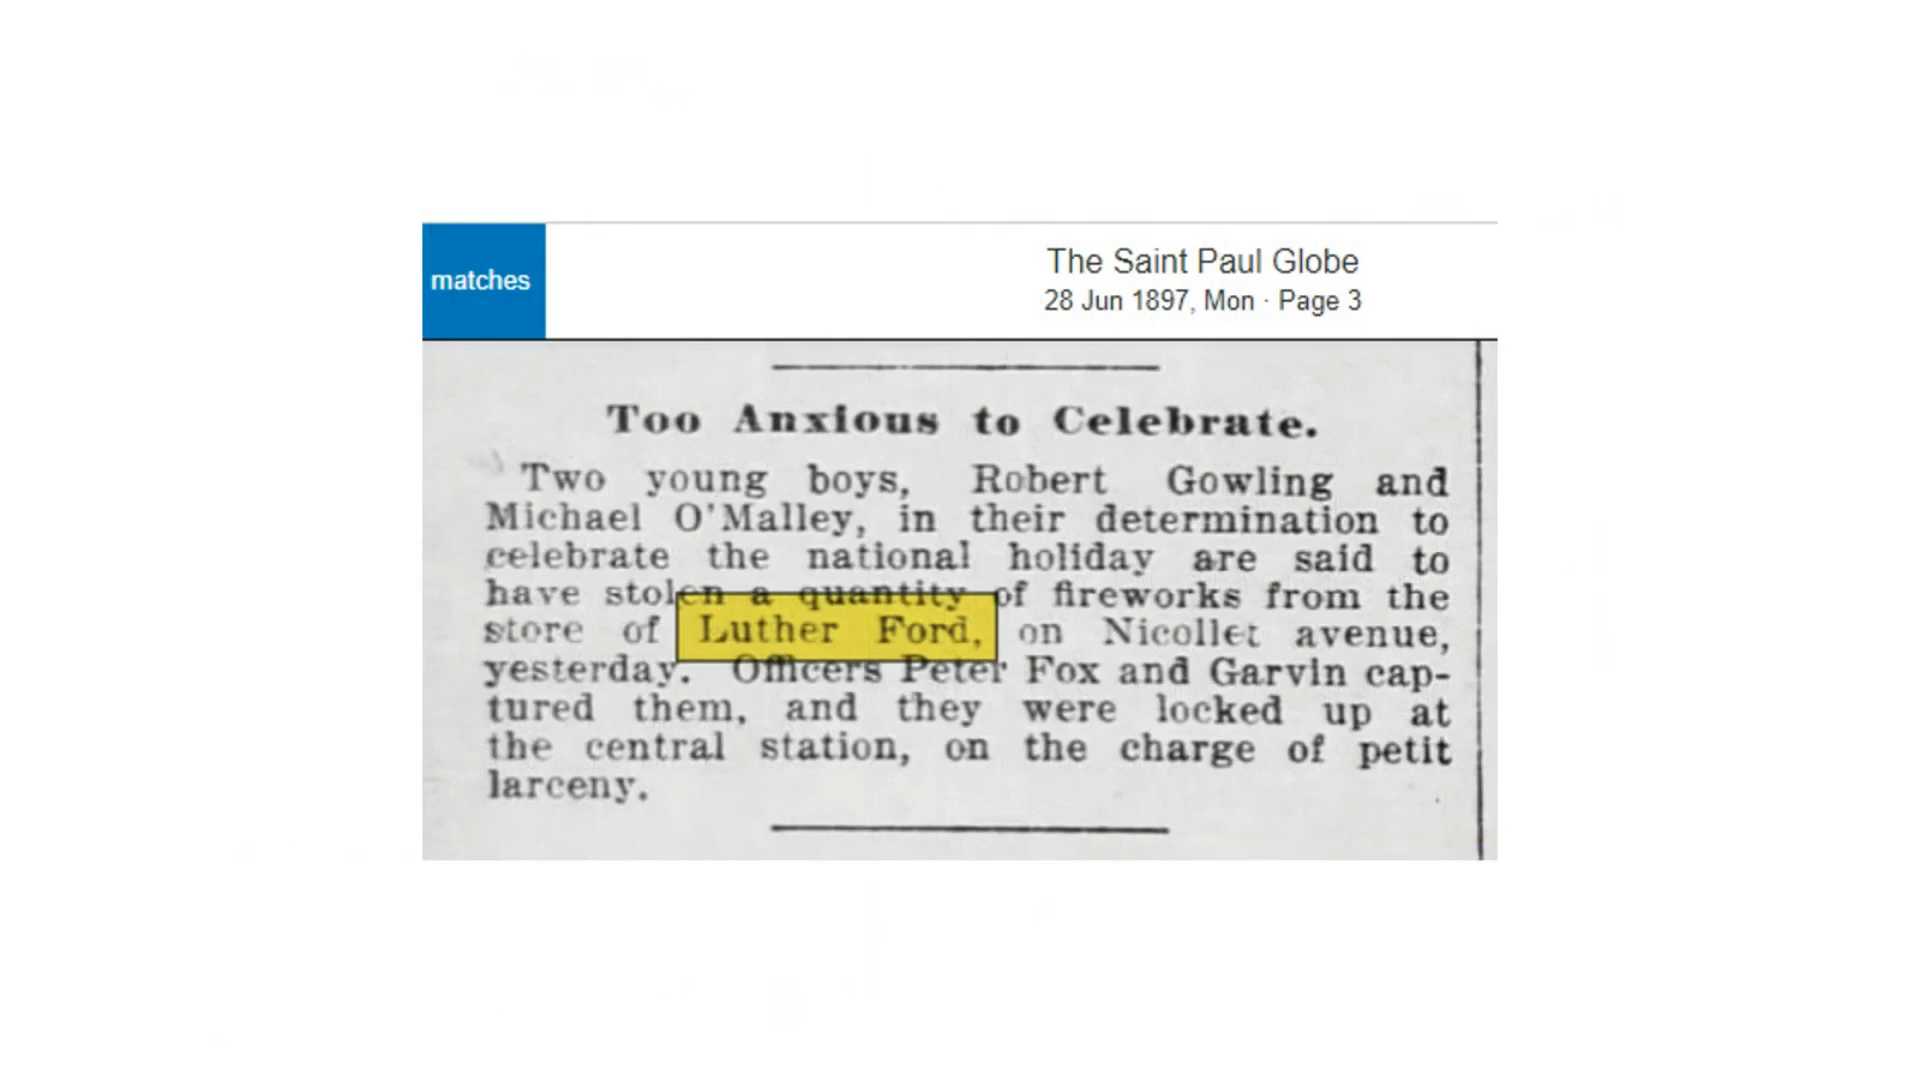 matches
The Saint Paul Globe
28 Jun 1897, Mon · Page 3
Too Anxious to Celebrate.
Two young boys, Robert Gowling and
Michael O'Malley, in their determination to
celebrate the national holiday are said to
have stolen a quantity of fireworks from the
store of Luther Ford, on Nicollet avenue,
yesterday. Officers Peter Fox and Garvin cap-
tured them, and they were locked up at
the central station, on the charge of petit
larceny.